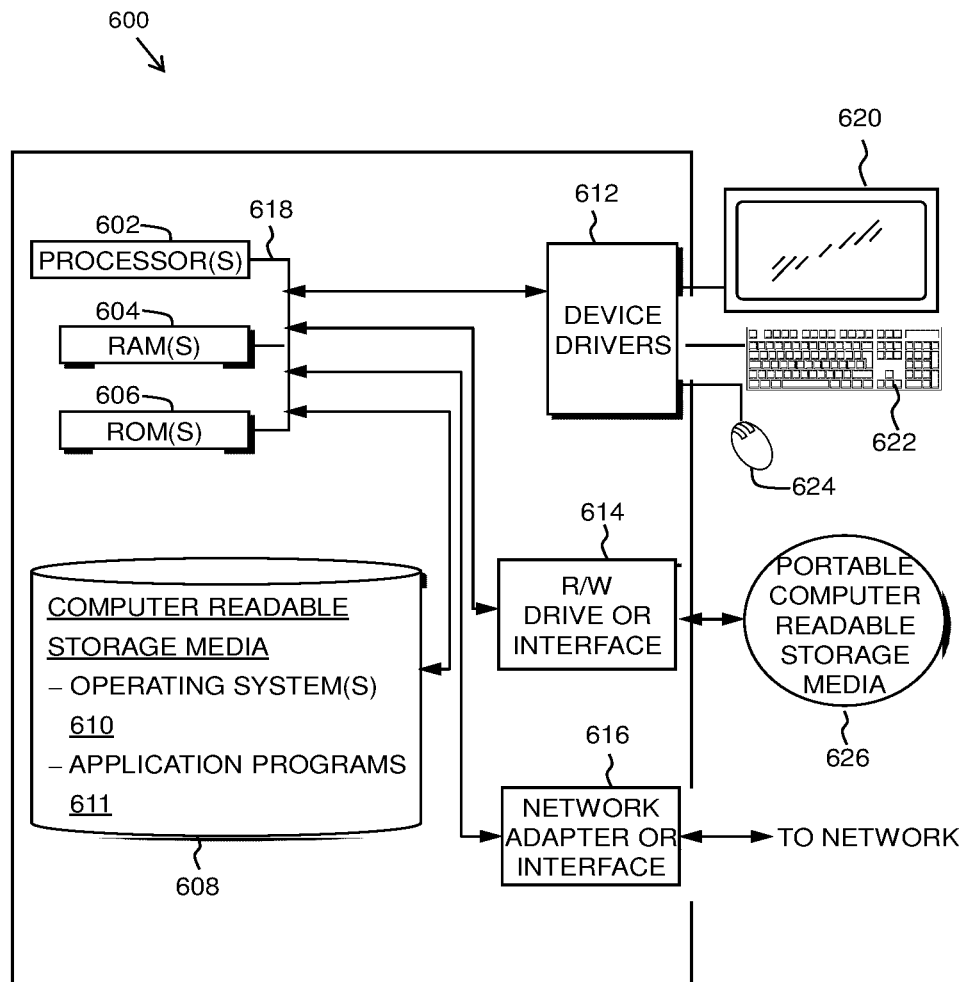 600
620
602
618
612
PROCESSOR(S)
604
RAM(S)
DEVICE
DRIVERS
606
ROM(S)
622
624
614
COMPUTER READABLE
STORAGE MEDIA
– OPERATING SYSTEM(S)
610
– APPLICATION PROGRAMS
611
R/W
DRIVE OR
INTERFACE
PORTABLE
COMPUTER
READABLE
STORAGE
MEDIA
626
616
NETWORK
ADAPTER OR
INTERFACE
TO NETWORK
608